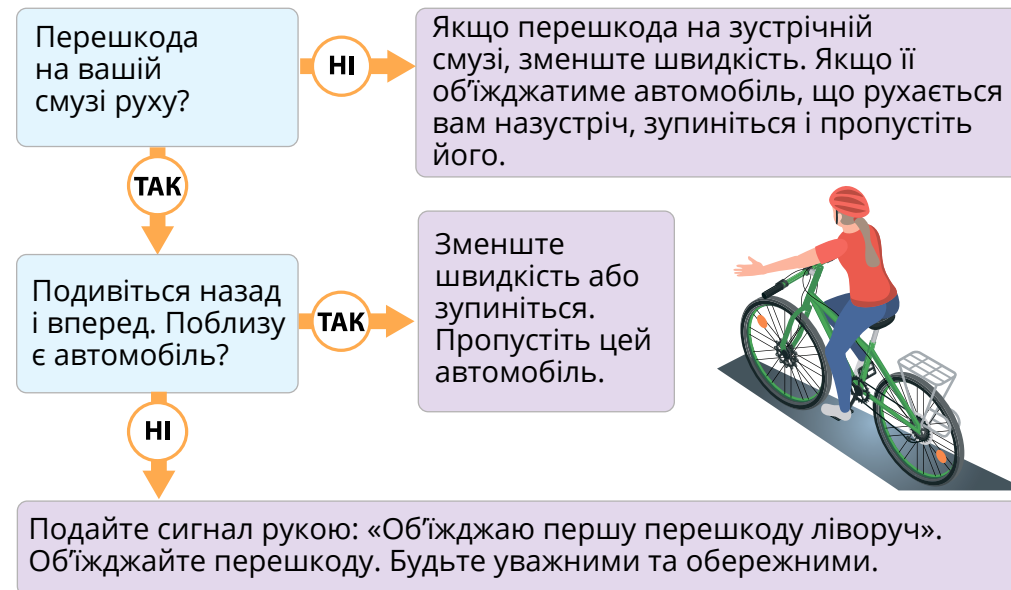 Перешкода
на вашій
смузі руху?
НІ
Якщо перешкода на зустрічній
смузі, зменште швидкість. Якщо її
об’їжджатиме автомобіль, що рухається
вам назустріч, зупиніться і пропустіть
його.
ТАК
Подивіться назад
і вперед. Поблизу
є автомобіль?
ТАК
Зменште
швидкість або
зупиніться.
Пропустіть цей
автомобіль.
НІ
Подайте сигнал рукою: «Об’їжджаю першу перешкоду ліворуч».
Об’їжджайте перешкоду. Будьте уважними та обережними.